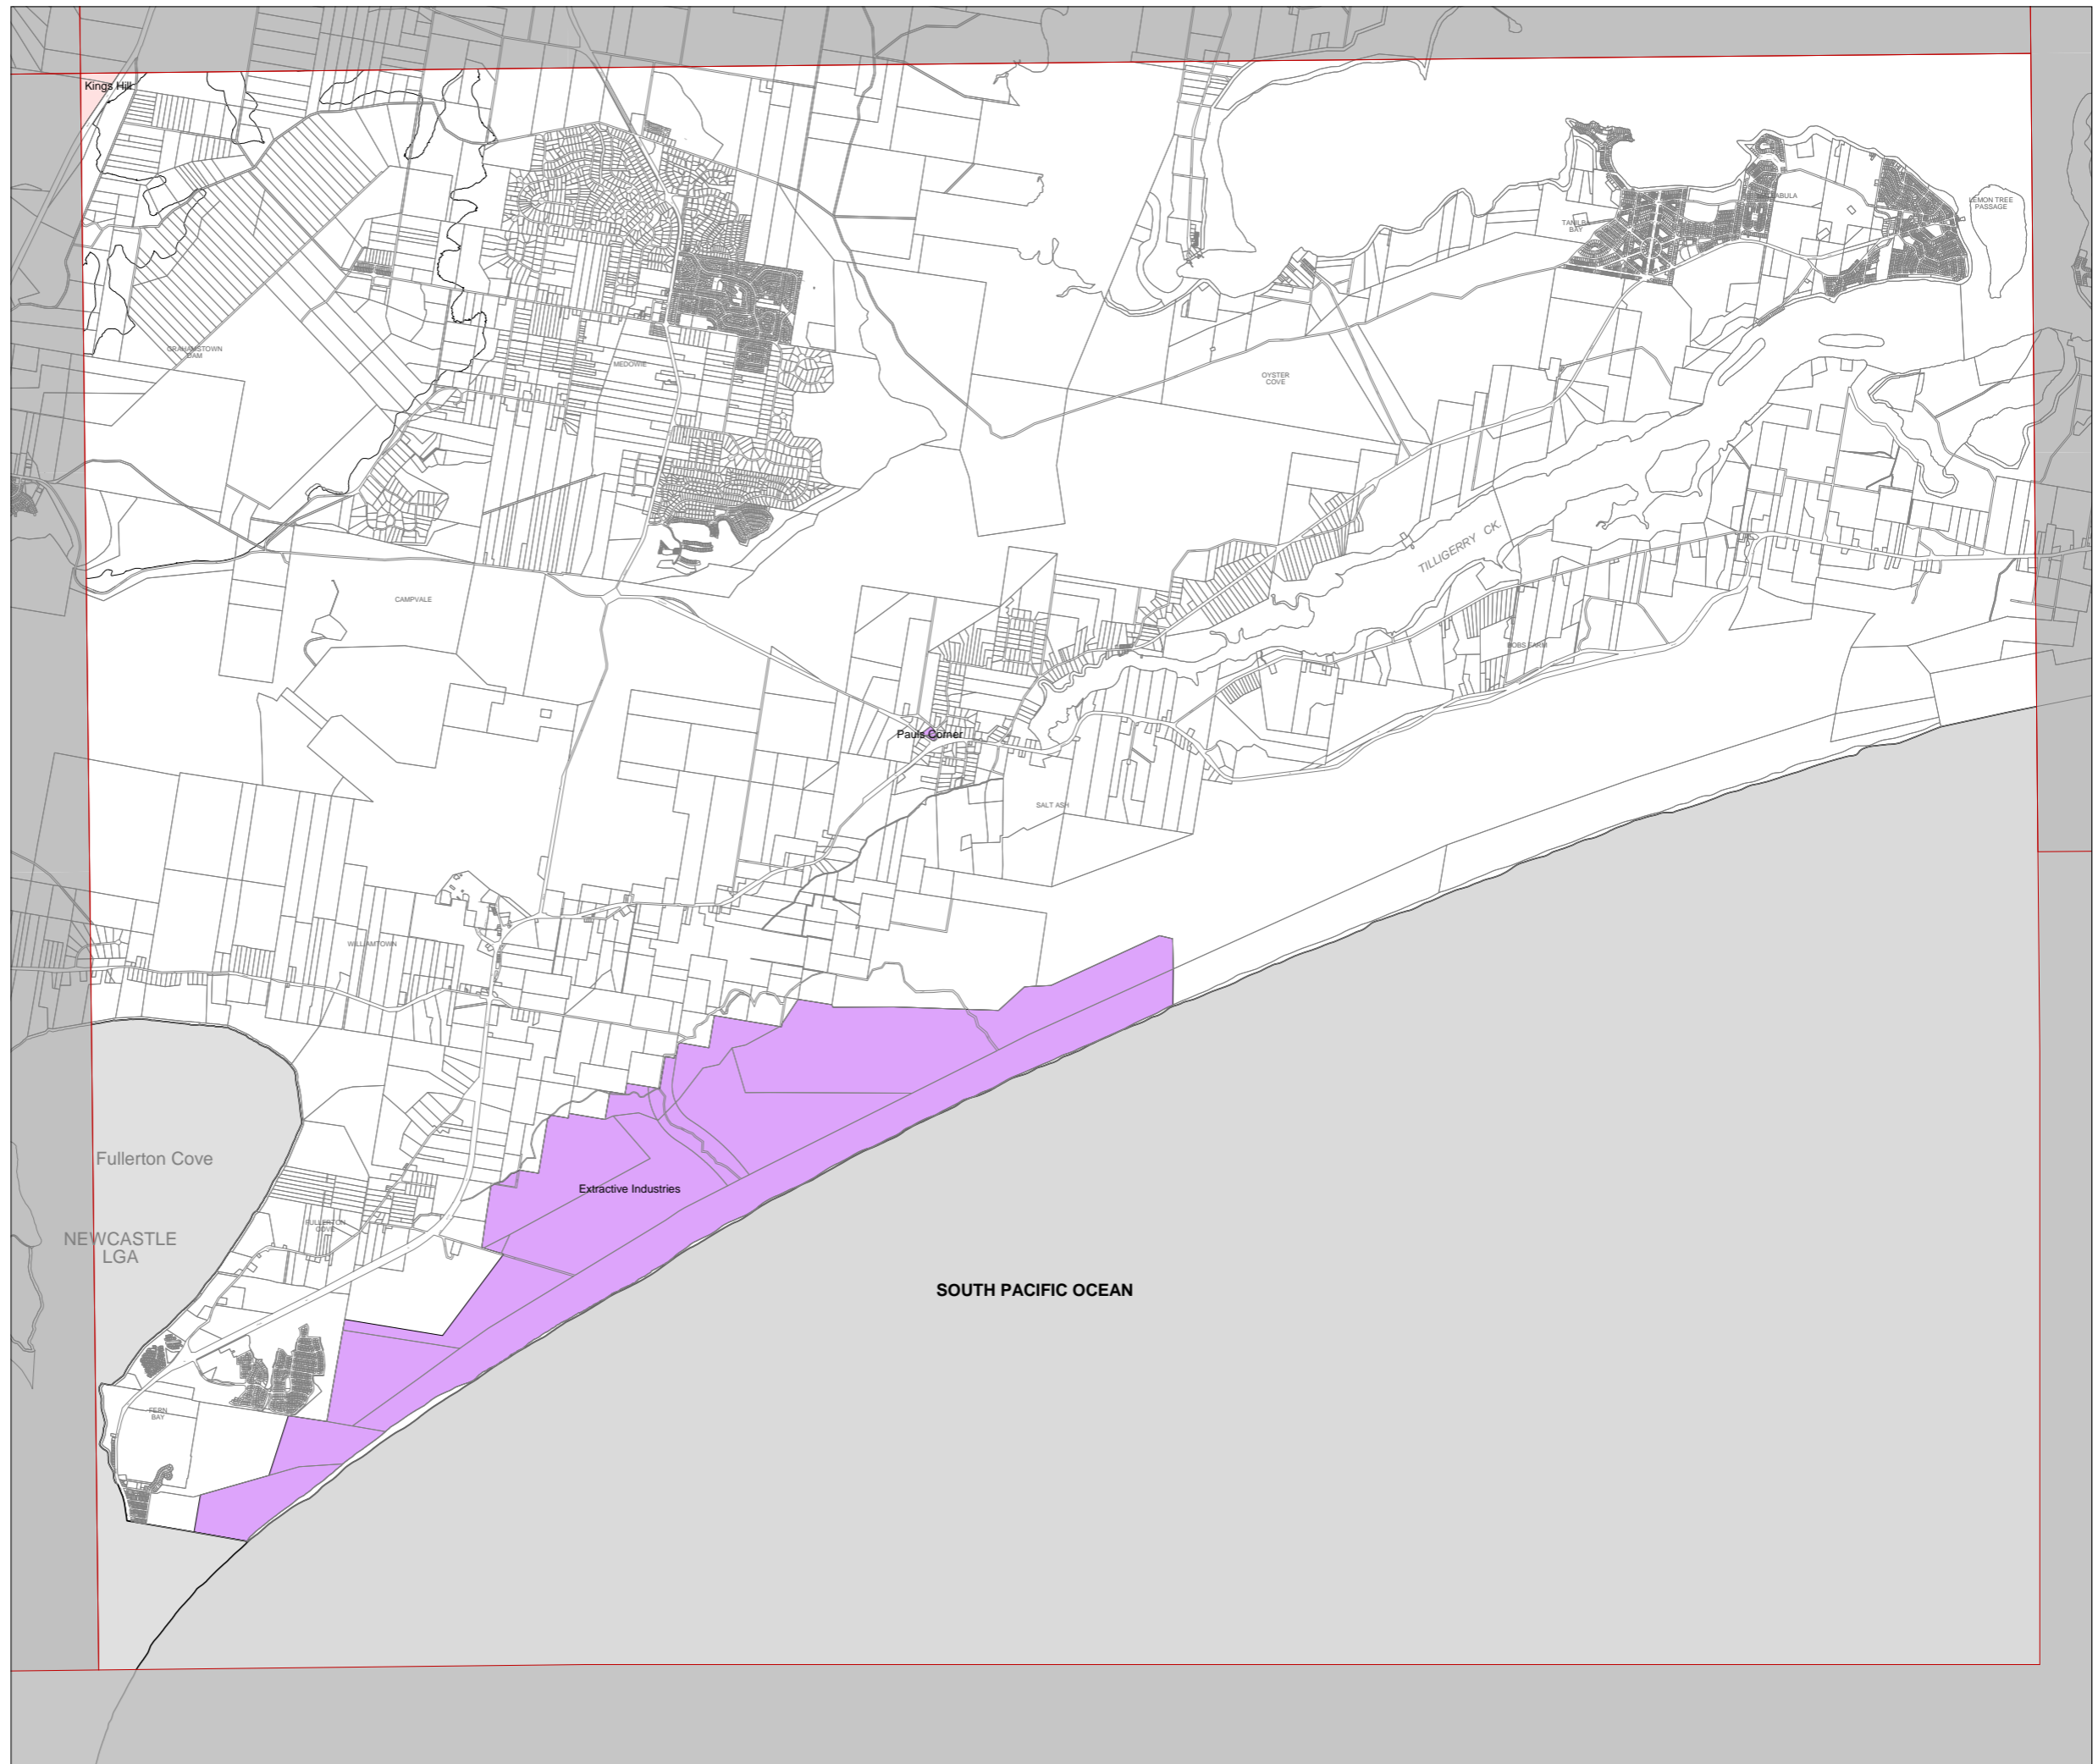 Kings Hill
LEMON TREE
PASSAGE
TANILBA
BAY
GRAHAMSTOWN
DAM
MEDOWIE
OYSTER
COVE
TILLIGERRY CK.
CAMPVALE
BOBS FARM
Pauls Corner
SALT ASH
WILLIAMTOWN
Fullerton Cove
Extractive Industries
FULLERTON
COVE
NEWCASTLE
LGA
SOUTH PACIFIC OCEAN
FERN
BAY